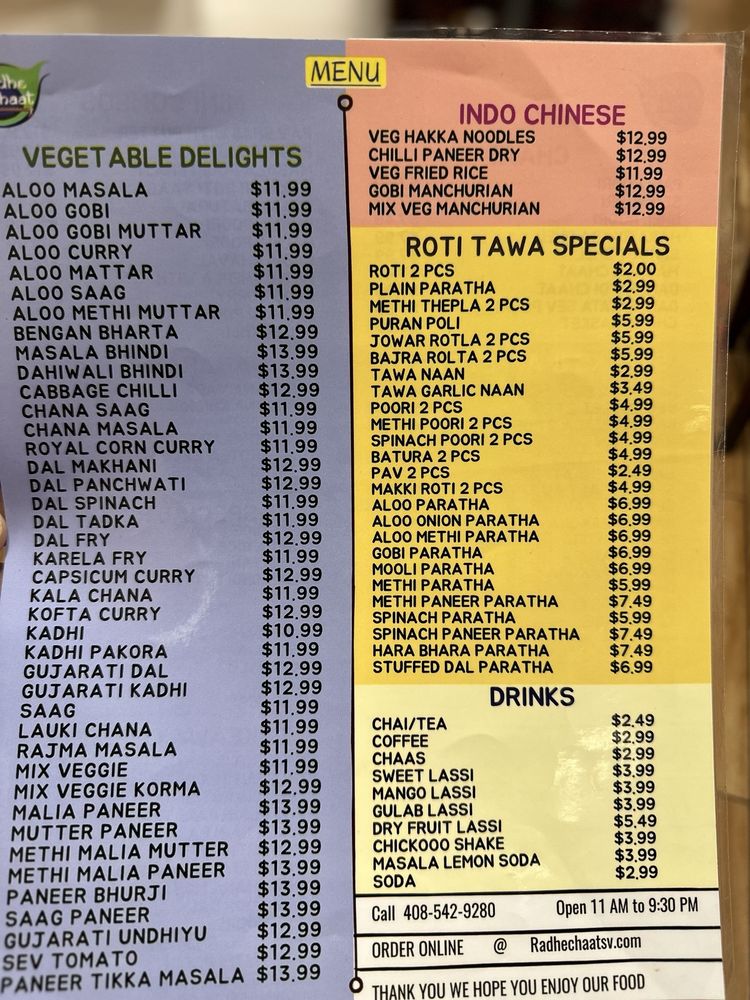 dhe
haat
MENU
VEGETABLE DELIGHTS
ALOO MASALA $11.99
ALOO GOBI $11.99
ALOO GOBI MUTTAR $11.99
ALOO CURRY $11.99
ALOO MATTAR $11.99
ALOO SAAG $11.99
ALOO METHI MUTTAR $11.99
BENGAN BHARTA $12.99
MASALA BHINDI $13.99
DAHIWALI BHINDI $13.99
CABBAGE CHILLI $12.99
CHANA SAAG $11.99
CHANA MASALA $11.99
ROYAL CORN CURRY $11.99
DAL MAKHANI $12.99
DAL PANCHWATI $12.99
DAL SPINACH $11.99
DAL TADKA $11.99
DAL FRY $12.99
KARELA FRY $11.99
CAPSICUM CURRY $12.99
KALA CHANA $11.99
KOFTA CURRY $12.99
KADHI $10.99
KADHI PAKORA $11.99
GUJARATI DAL $12.99
GUJARATI KADHI $12.99
SAAG $11.99
LAUKI CHANA $11.99
RAJMA MASALA $11.99
MIX VEGGIE $11.99
MIX VEGGIE KORMA $12.99
MALIA PANEER $13.99
MUTTER PANEER $13.99
METHI MALIA MUTTER $12.99
METHI MALIA PANEER $13.99
PANEER BHURJI $13.99
SAAG PANEER $13.99
GUJARATI UNDHIYU $12.99
SEV TOMATO $12.99
PANEER TIKKA MASALA $13.99
INDO CHINESE
VEG HAKKA NOODLES $12.99
CHILLI PANEER DRY $12.99
VEG FRIED RICE $11.99
GOBI MANCHURIAN $12.99
MIX VEG MANCHURIAN $12.99
ROTI TAWA SPECIALS
ROTI 2 PCS $2.00
PLAIN PARATHA $2.99
METHI THEPLA 2 PCS $2.99
PURAN POLI $5.99
JOWAR ROTLA 2 PCS $5.99
BAJRA ROLTA 2 PCS $5.99
TAWA NAAN $2.99
TAWA GARLIC NAAN $3.49
POORI 2 PCS $4.99
METHI POORI 2 PCS $4.99
SPINACH POORI 2 PCS $4.99
BATURA 2 PCS $4.99
PAV 2 PCS $2.49
MAKKI ROTI 2 PCS $4.99
ALOO PARATHA $6.99
ALOO ONION PARATHA $6.99
ALOO METHI PARATHA $6.99
GOBI PARATHA $6.99
MOOLI PARATHA $6.99
METHI PARATHA $5.99
METHI PANEER PARATHA $7.49
SPINACH PARATHA $5.99
SPINACH PANEER PARATHA $7.49
HARA BHARA PARATHA $7.49
STUFFED DAL PARATHA $6.99
DRINKS
CHAI/TEA $2.49
COFFEE $2.99
CHAAS $2.99
SWEET LASSI $3.99
MANGO LASSI $3.99
GULAB LASSI $3.99
DRY FRUIT LASSI $5.49
CHICKOOO SHAKE $3.99
MASALA LEMON SODA $3.99
SODA $2.99
Call 408-542-9280 Open 11 AM to 9:30 PM
ORDER ONLINE @ Radhechaatsv.com
THANK YOU WE HOPE YOU ENJOY OUR FOOD